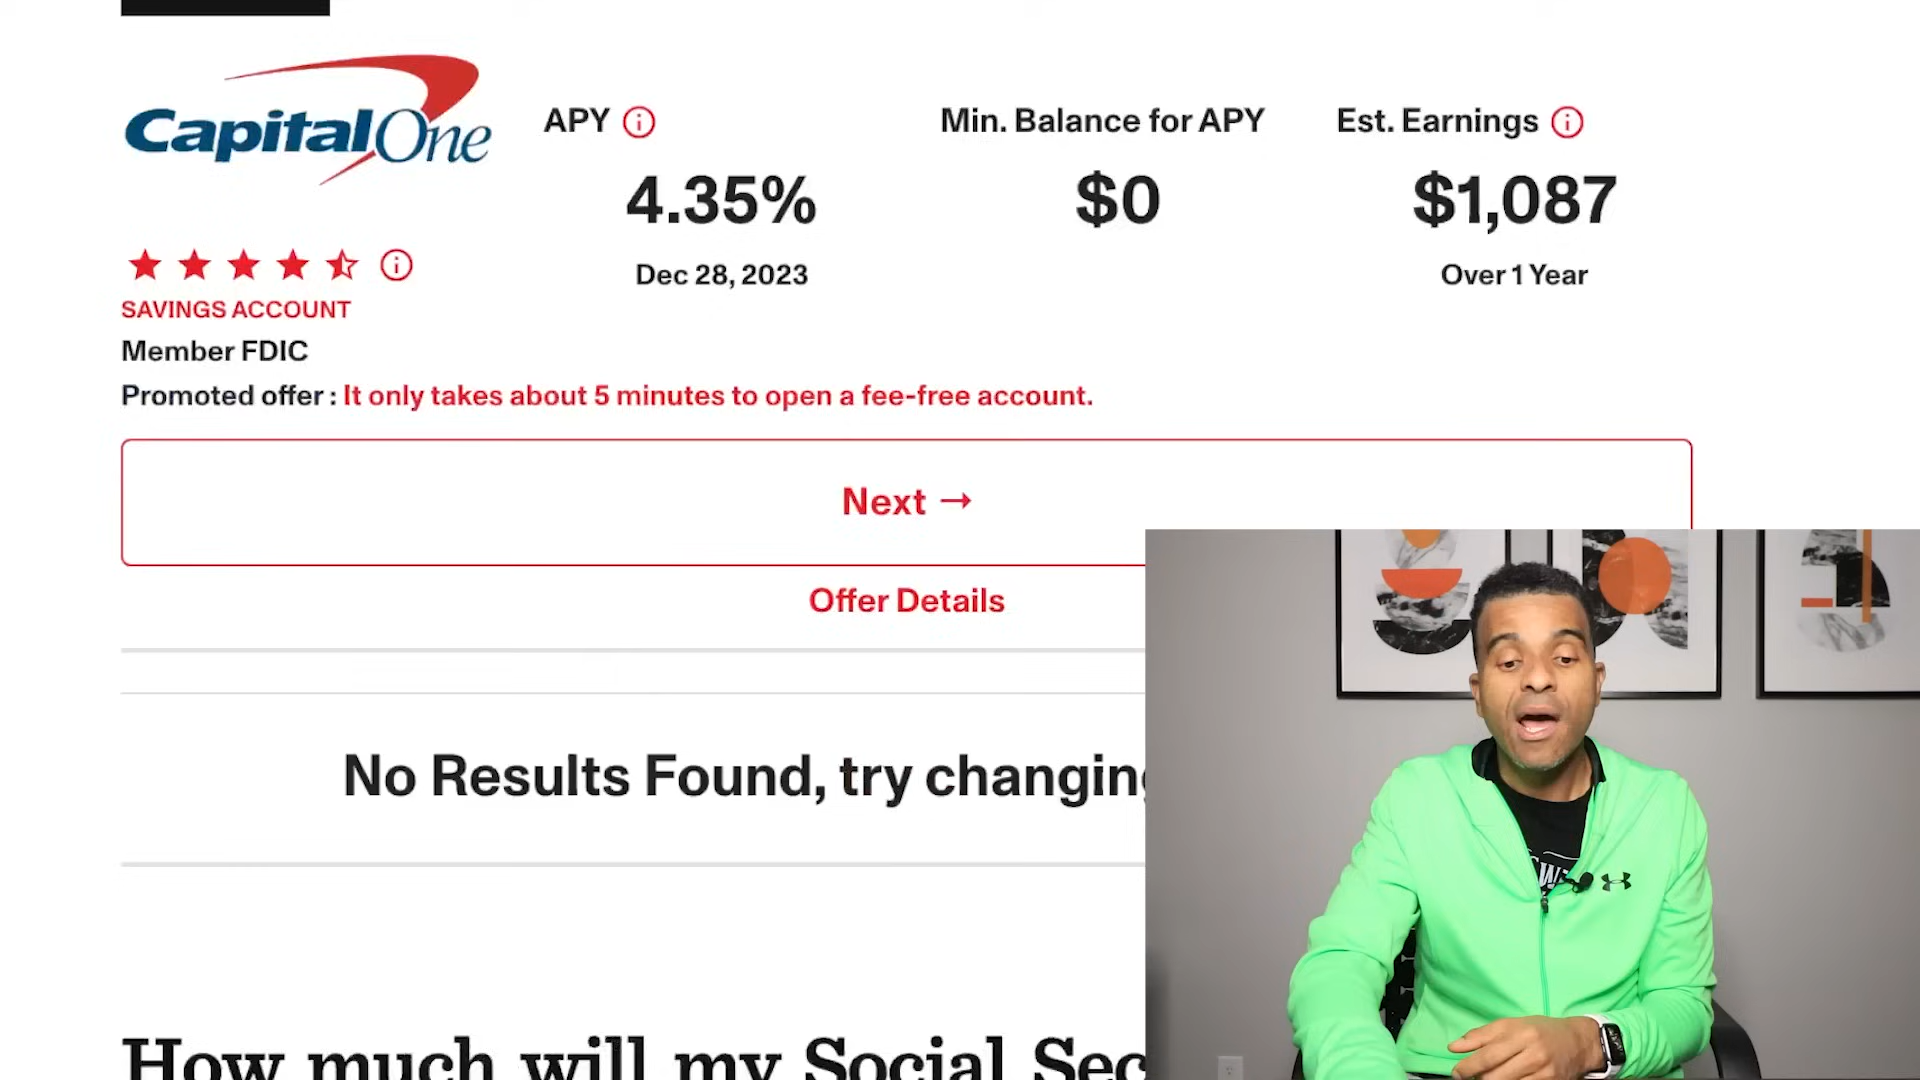 CapitalOne
APY
Min. Balance for APY
Est. Earnings
4.35%
$0
$1,087
Dec 28, 2023
Over 1 Year
SAVINGS ACCOUNT
Member FDIC
Promoted offer : It only takes about 5 minutes to open a fee-free account.
Next →
Offer Details
No Results Found, try changing
How much will my Social Sec